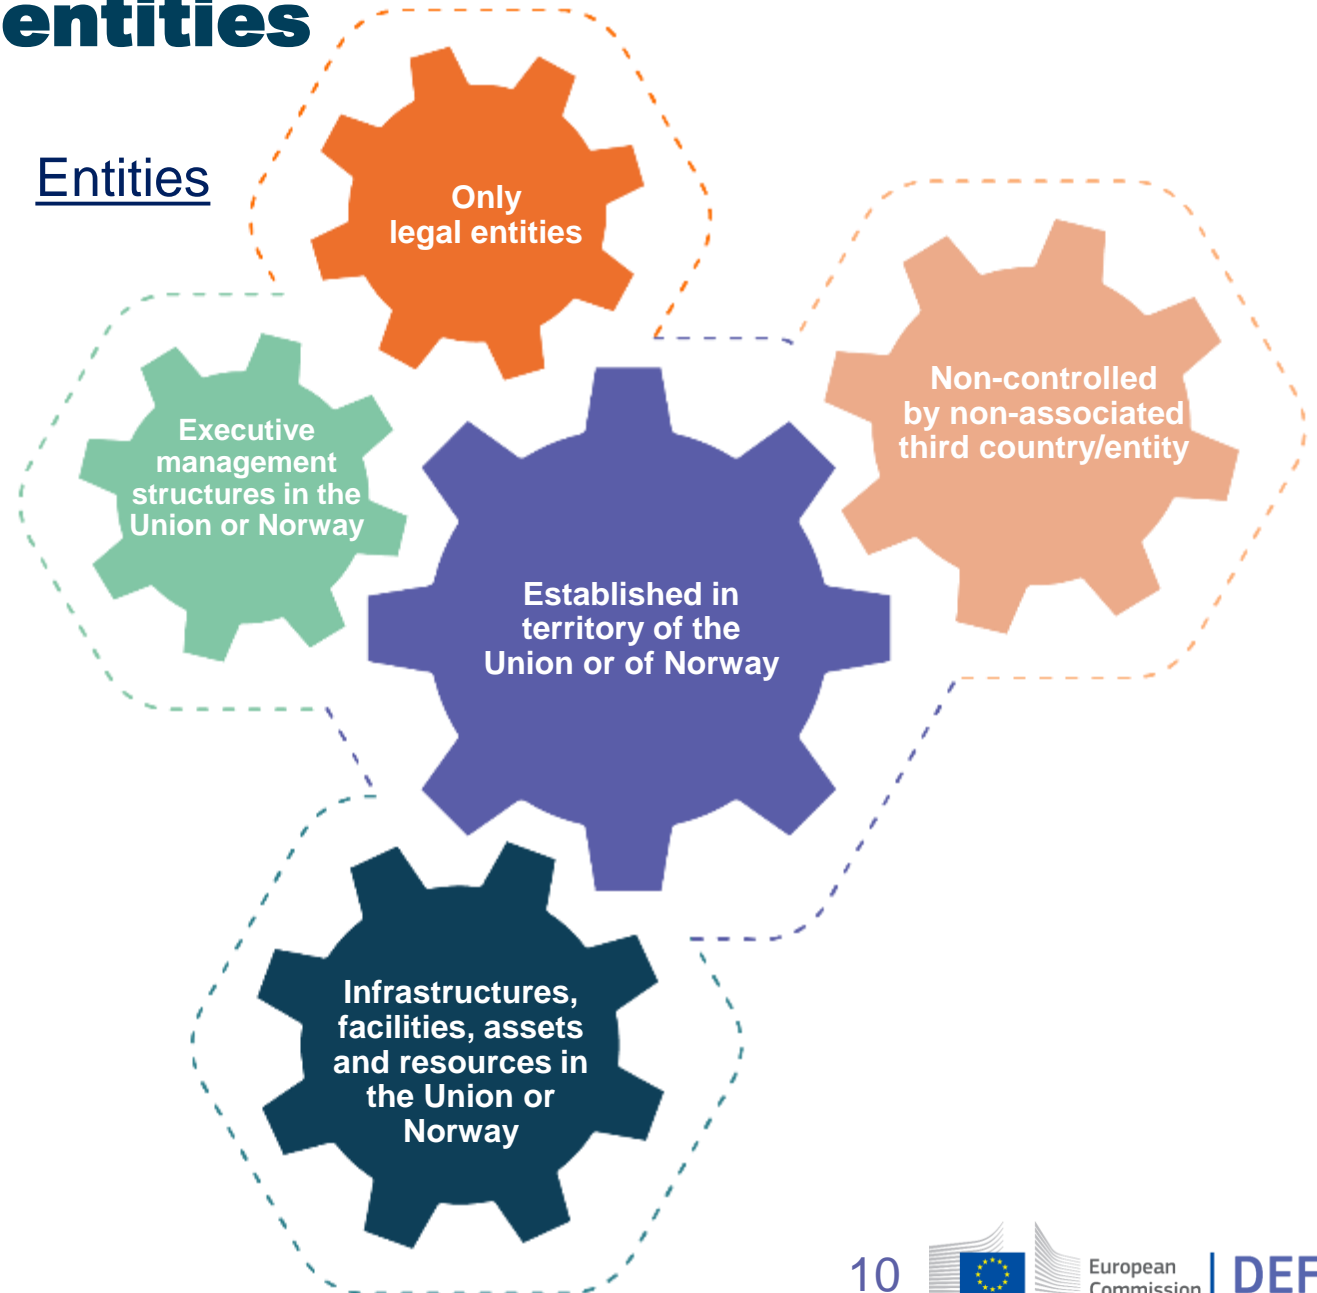 entities
Entities
Only
legal entities
Non-controlled
by non-associated
third country/entity
Executive
management
structures in the
Union or Norway
Established in
territory of the
Union or of Norway
Infrastructures,
facilities, assets
and resources in
the Union or
Norway
10
European
Commission
DEF